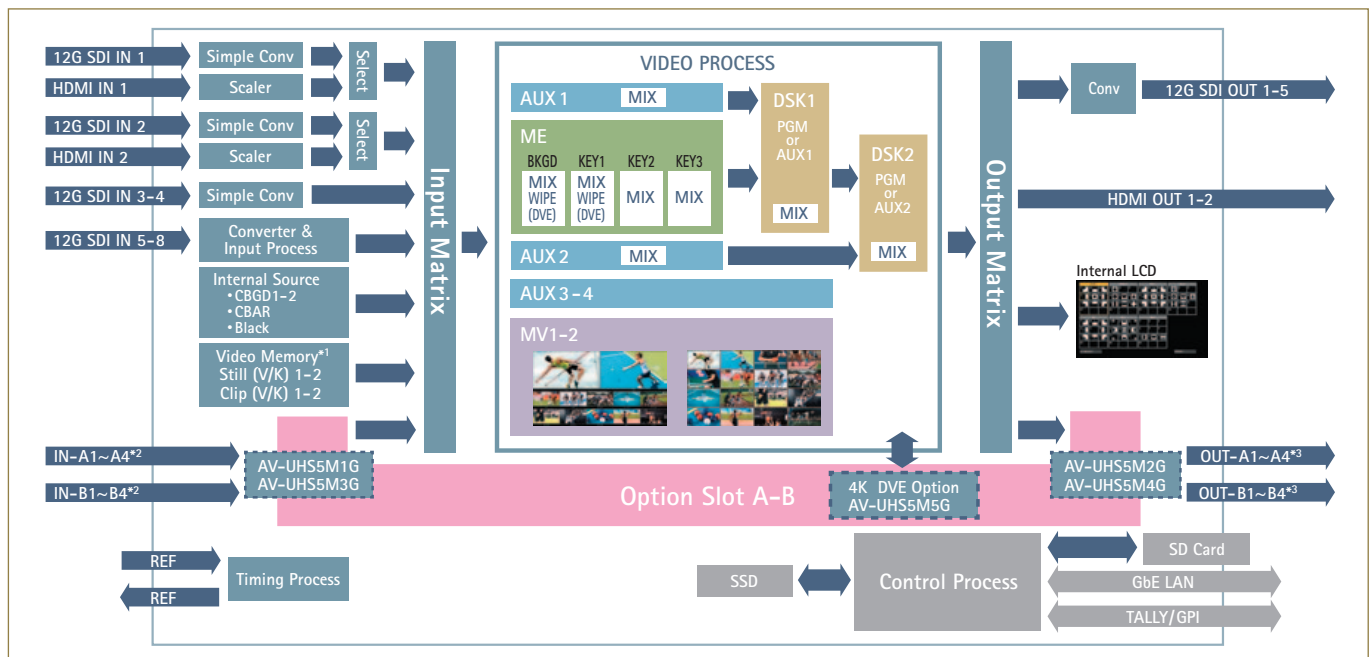 12G SDI IN 1
Simple Conv
Select
HDMI IN 1
Scaler
12G SDI IN 2
Simple Conv
Select
HDMI IN 2
Scaler
12G SDI IN 3-4
Simple Conv
12G SDI IN 5-8
Converter &
Input Process
Internal Source
•CBGD1-2
•CBAR
•Black
Video Memory*1
Still (V/K) 1-2
Clip (V/K) 1-2
IN-A1~A4*2
IN-B1~B4*2
AV-UHS5M1G
AV-UHS5M3G
Input Matrix
VIDEO PROCESS
AUX 1
MIX
ME
BKGD
KEY1
KEY2
KEY3
MIX
WIPE
(DVE)
MIX
WIPE
(DVE)
MIX
MIX
AUX 2
MIX
AUX 3-4
MV1-2
DSK1
PGM
or
AUX1
MIX
DSK2
PGM
or
AUX2
MIX
Output Matrix
Conv
12G SDI OUT 1-5
HDMI OUT 1-2
Internal LCD
Option Slot A-B
4K DVE Option
AV-UHS5M5G
AV-UHS5M2G
AV-UHS5M4G
OUT-A1~A4*3
OUT-B1~B4*3
REF
REF
Timing Process
SSD
Control Process
SD Card
GbE LAN
TALLY/GPI